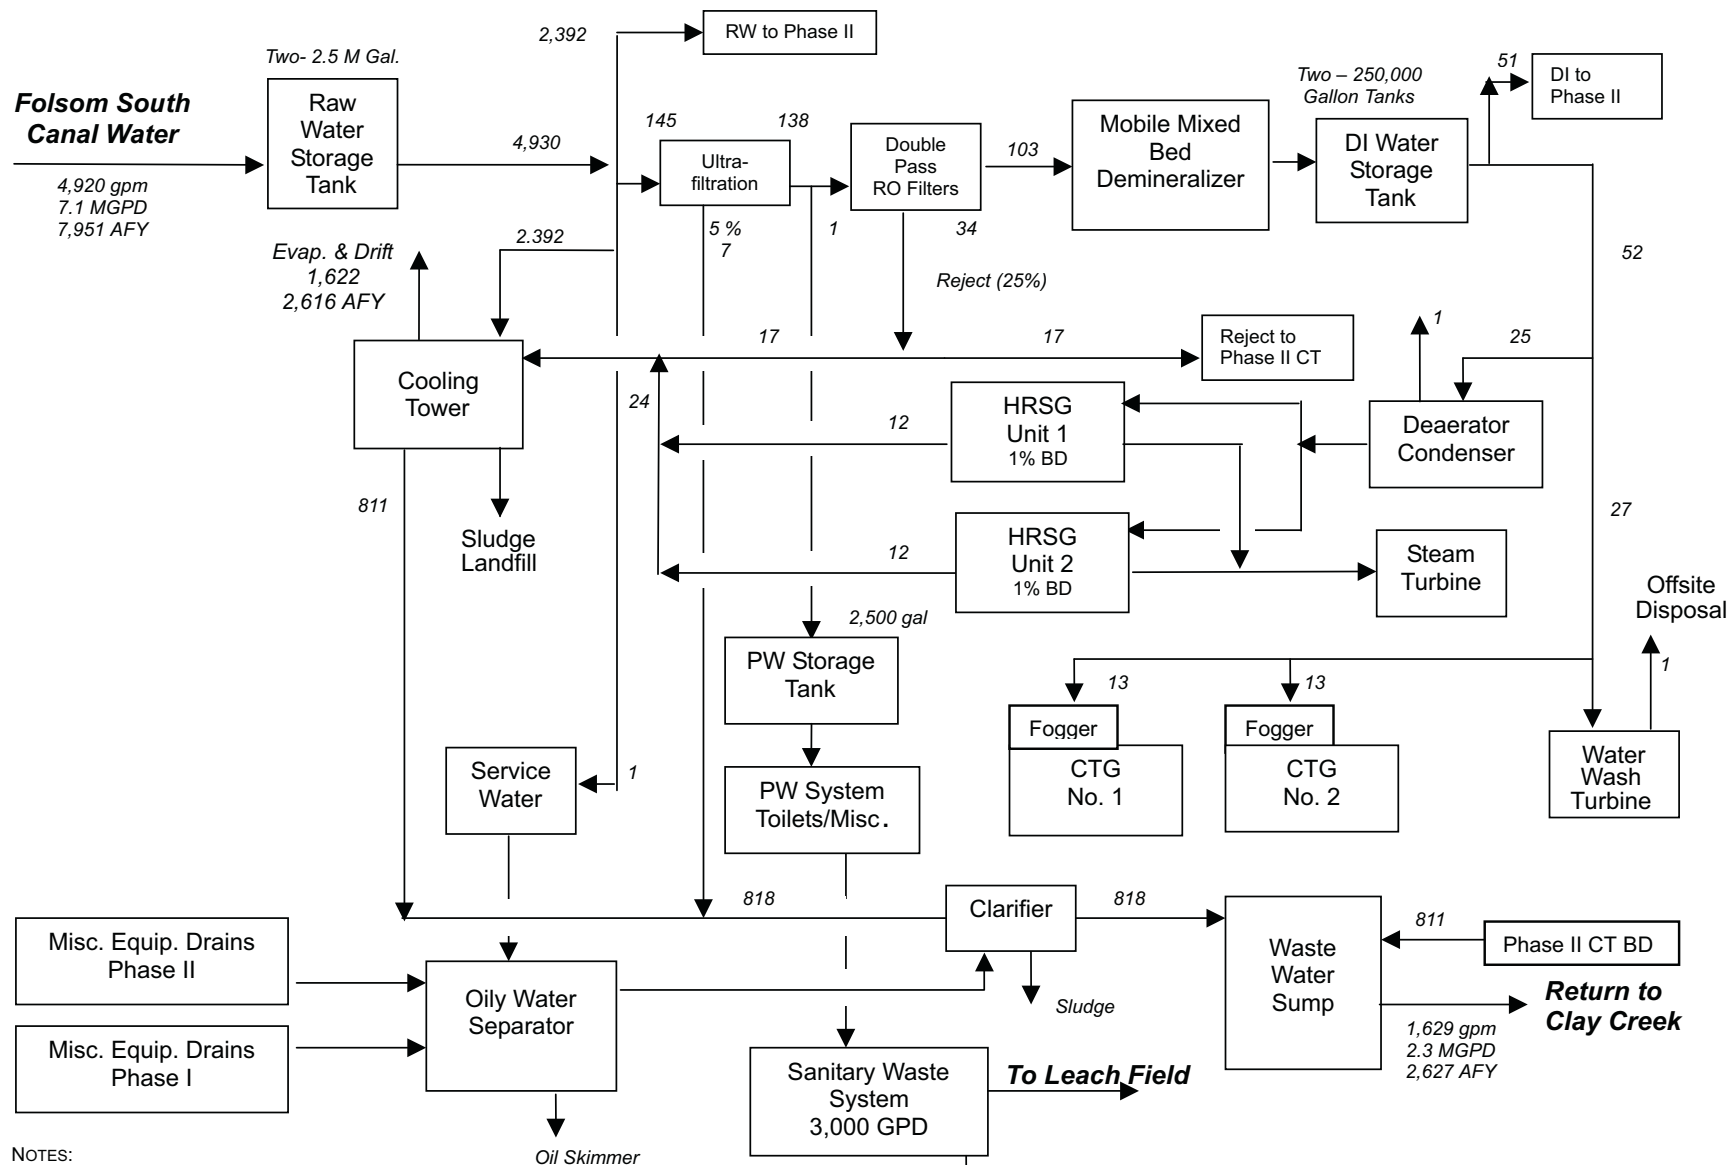 2,392
RW to Phase II
Two- 2.5 M Gal.
51
DI to
Phase II
Two – 250,000
Gallon Tanks
Folsom South
Canal Water
Raw
Water
Storage
Tank
4,930
145
138
Ultra-
filtration
Double
Pass
RO Filters
103
Mobile Mixed
Bed
Demineralizer
DI Water
Storage
Tank
4,920 gpm
7.1 MGPD
7,951 AFY
2.392
5 %
7
1
34
52
Evap. & Drift
1,622
2,616 AFY
Reject (25%)
17
17
Reject to
Phase II CT
1
25
Cooling
Tower
24
12
HRSG
Unit 1
1% BD
Deaerator
Condenser
811
Sludge
Landfill
12
HRSG
Unit 2
1% BD
27
Steam
Turbine
Offsite
Disposal
2,500 gal
PW Storage
Tank
1
13
13
Fogger
Fogger
CTG
No. 1
CTG
No. 2
Water
Wash
Turbine
Service
Water
1
PW System
Toilets/Misc.
818
Clarifier
818
811
Phase II CT BD
Misc. Equip. Drains
Phase II
Waste
Water
Sump
Oily Water
Separator
Sludge
Return to
Clay Creek
1,629 gpm
2.3 MGPD
2,627 AFY
Misc. Equip. Drains
Phase I
Sanitary Waste
System
3,000 GPD
To Leach Field
NOTES:
Oil Skimmer